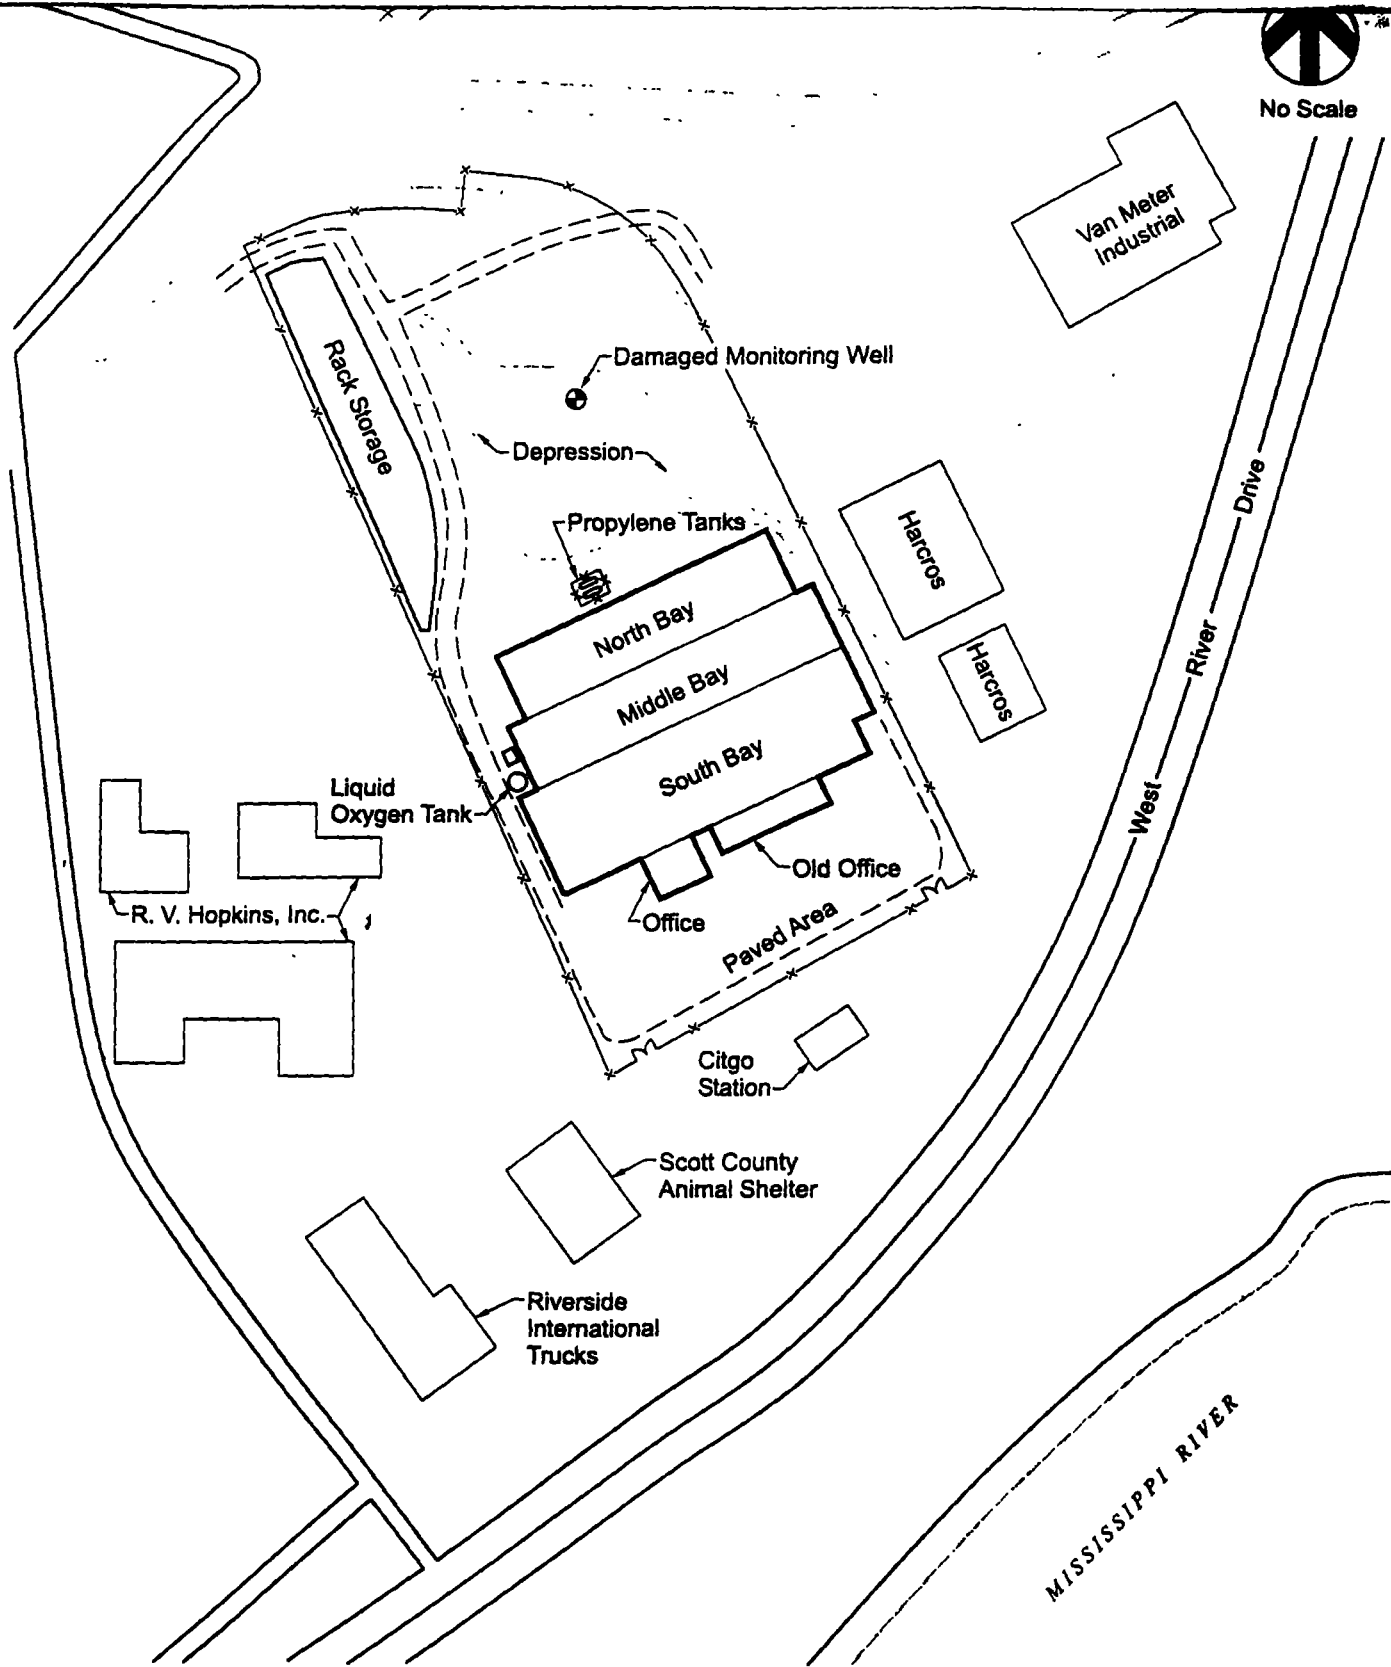 No Scale
Van Meter
Industrial
Damaged Monitoring Well
Rack Storage
Depression
Drive
Propylene Tanks
Harcros
North Bay
River
Harcros
Middle Bay
South Bay
Liquid
Oxygen Tank
West
Old Office
R. V. Hopkins, Inc.
Office
Paved Area
Citgo
Station
Scott County
Animal Shelter
Riverside
International
Trucks
MISSISSIPPI RIVER